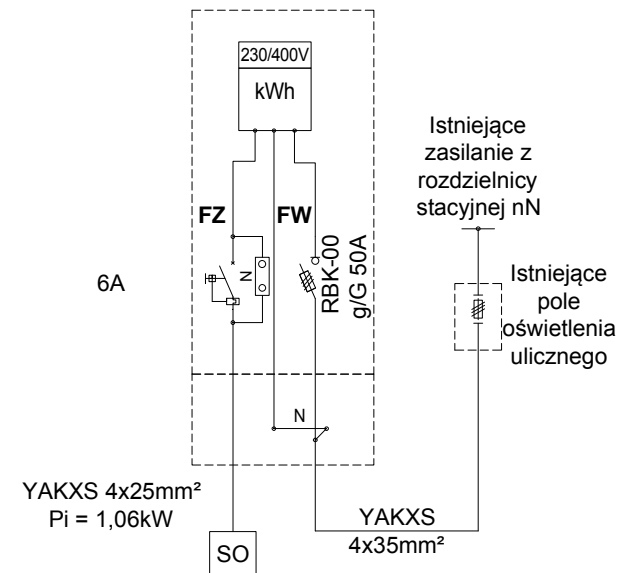 230/400V
kWh
FZ
FW
N
RBK-00
g/G 50A
6A
N
YAKXS 4x25mm²
Pi = 1,06kW
SO
Istniejące
zasilanie z
rozdzielnicy
stacyjnej nN
Istniejące
pole
oświetlenia
ulicznego
YAKXS
4x35mm²